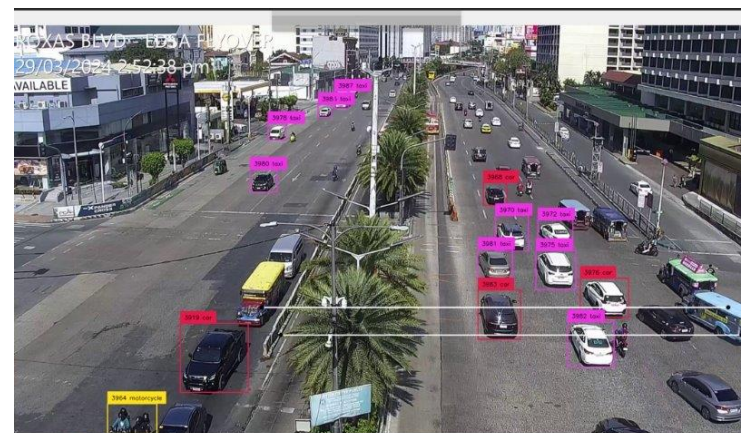 ROXAS BLVD - EDSA FLYOVER
29/03/2024 2:52:38 pm
AVAILABLE
3987 taxi
3978 taxi
3980 taxi
3968 car
3970 taxi
3972 taxi
3981 taxi
3975 taxi
3983 car
3976 car
3979 car
3982 taxi
3964 motorcycle